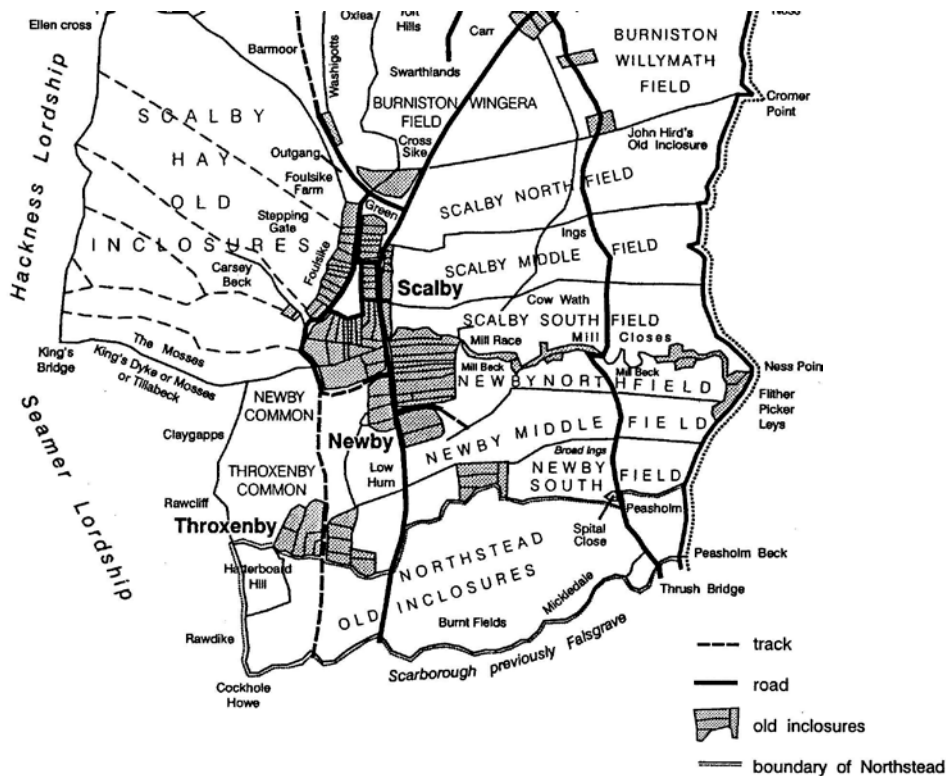 Ellen cross
Oxlea
Hills
Carr
Ness
Barmoor
Washigotts
Swarthlands
BURNISTON
WILLYMATH
FIELD
Hackness Lordship
SCALBY
HAY
OLD
INCLOSURES
BURNISTON WINGERA
FIELD
Cross
Sike
Cromer
Point
John Hird's
Old Inclosure
Outgang
Foulsike
Farm
Green
Stepping
Gate
Foulsike
SCALBY NORTH FIELD
Ings
SCALBY MIDDLE FIELD
Carsey
Beck
Scalby
Cow Wath
SCALBY SOUTH FIELD
Mill Race
Mill Closes
Mill Beck
Mill Beck
The Mosses
King's
Bridge
King's Dyke or Mosses
or Tillabeck
Ness Poin
NEWBY NORTH FIELD
Flither
Picker
Leys
NEWBY
COMMON
Claygapps
Seamer Lordship
Newby
NEWBY MIDDLE FIELD
Broad Ings
NEWBY
SOUTH FIELD
Low
Hurn
THROXENBY
COMMON
Rawcliff
Throxenby
Peasholm
Spital
Close
Peasholm Beck
Thrush Bridge
Haterboard
Hill
NORTHSTEAD
OLD INCLOSURES
Mickledale
Burnt Fields
Rawdike
Scarborough previously Falsgrave
Cockhole
Howe
track
road
old inclosures
boundary of Northstead